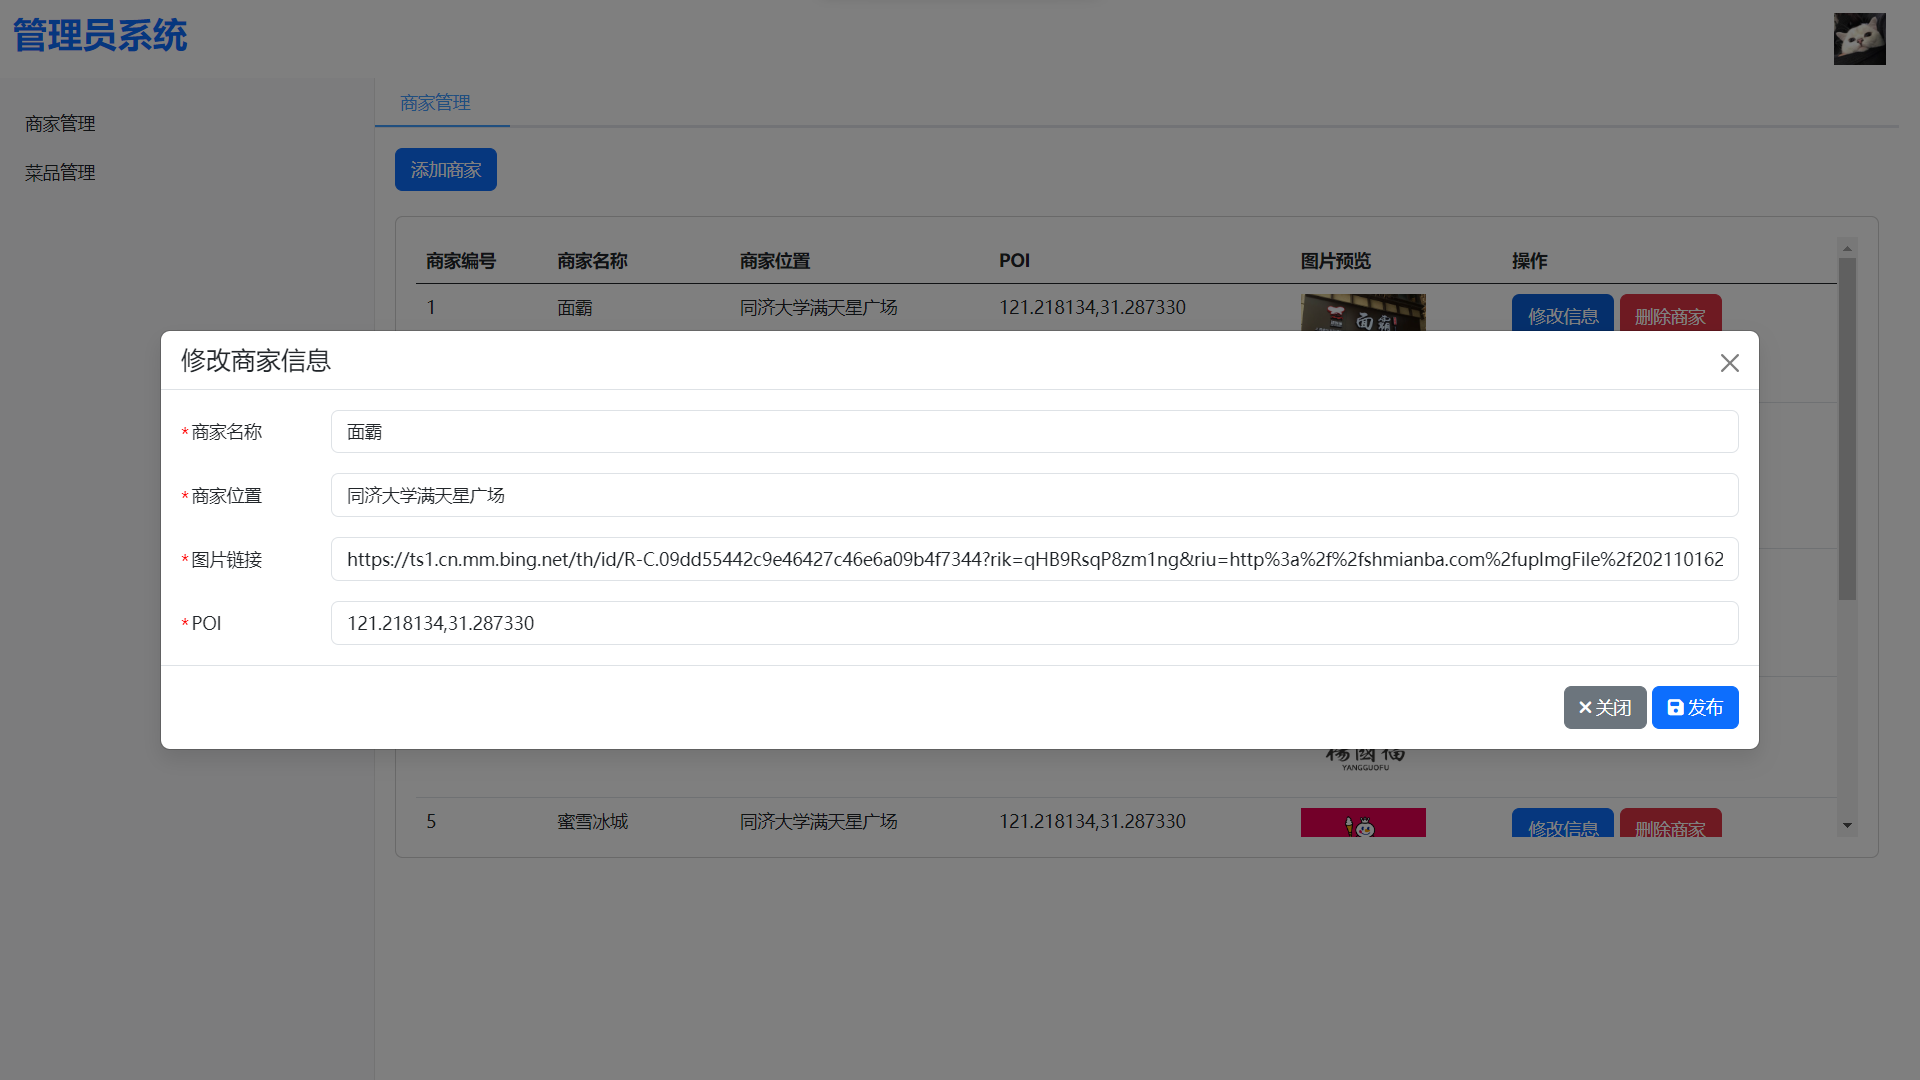 管理员系统
商家管理
菜品管理
商家管理
添加商家
商家编号 商家名称 商家位置 POI 图片预览 操作
1 面霸 同济大学满天星广场 121.218134,31.287330 面霸 修改信息 删除商家
修改商家信息
*商家名称 面霸
*商家位置 同济大学满天星广场
*图片链接 https://ts1.cn.mm.bing.net/th/id/R-C.09dd55442c9e46427c46e6a09b4f7344?rik=qHB9RsqP8zm1ng&riu=http%3a%2f%2fshmianba.com%2fupImgFile%2f202110162
*POI 121.218134,31.287330
关闭 发布
楊國福
YANGGUOFU
5 蜜雪冰城 同济大学满天星广场 121.218134,31.287330 修改信息 删除商家